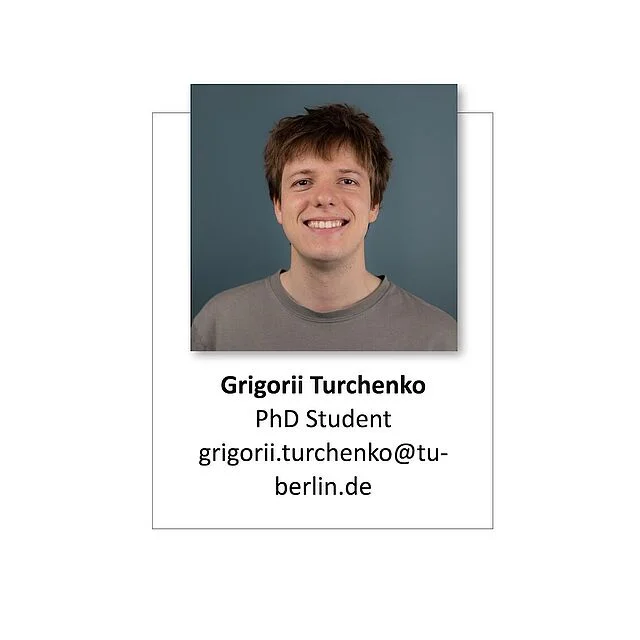 Grigorii Turchenko
PhD Student
grigorii.turchenko@tu-
berlin.de